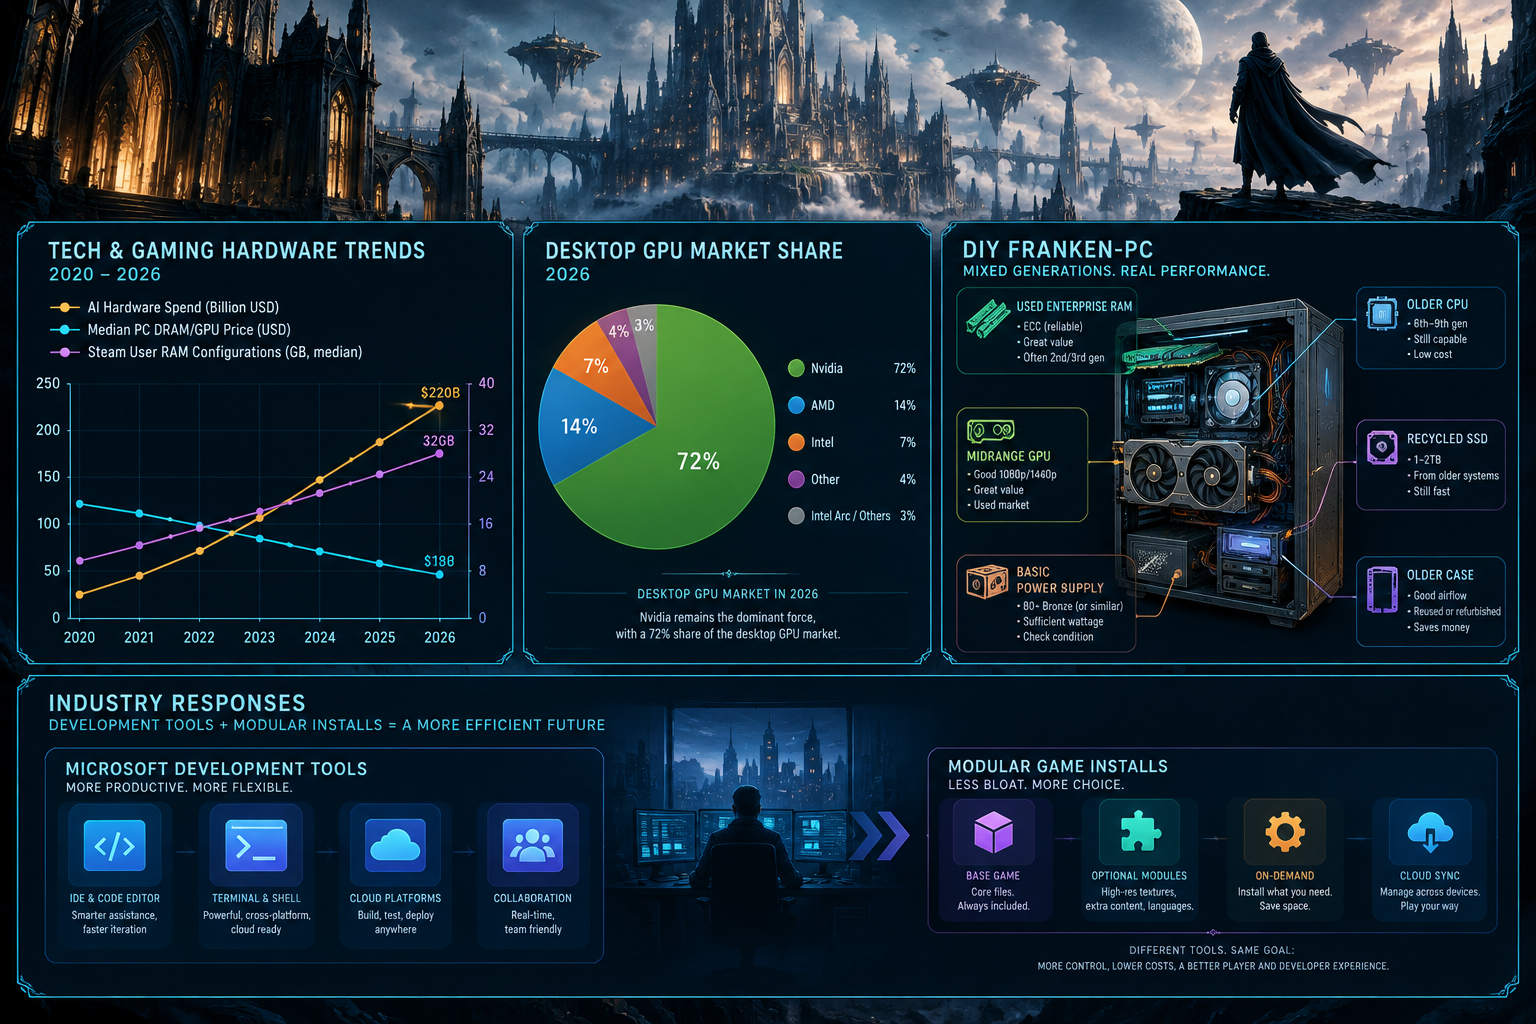 TECH & GAMING HARDWARE TRENDS
2020 – 2026
AI Hardware Spend (Billion USD)
Median PC DRAM/GPU Price (USD)
Steam User RAM Configurations (GB, median)
250
200
150
100
50
0
40
32
24
16
8
0
$220B
32GB
$180
2020 2021 2022 2023 2024 2025 2026
DESKTOP GPU MARKET SHARE
2026
72%
14%
7%
4%
3%
Nvidia 72%
AMD 14%
Intel 7%
Other 4%
Intel Arc / Others 3%
DESKTOP GPU MARKET IN 2026
Nvidia remains the dominant force,
with a 72% share of the desktop GPU market.
DIY FRANKEN-PC
MIXED GENERATIONS. REAL PERFORMANCE.
USED ENTERPRISE RAM
• ECC (reliable)
• Great value
• Often 2nd/3rd gen
MIDRANGE GPU
• Good 1080p/1440p
• Great value
• Used market
BASIC
POWER SUPPLY
• 80+ Bronze (or similar)
• Sufficient wattage
• Check condition
OLDER CPU
• 6th–9th gen
• Still capable
• Low cost
RECYCLED SSD
• 1–2TB
• From older systems
• Still fast
OLDER CASE
• Good airflow
• Reused or refurbished
• Saves money
INDUSTRY RESPONSES
DEVELOPMENT TOOLS + MODULAR INSTALLS = A MORE EFFICIENT FUTURE
MICROSOFT DEVELOPMENT TOOLS
MORE PRODUCTIVE. MORE FLEXIBLE.
IDE & CODE EDITOR
Smarter assistance,
faster iteration
TERMINAL & SHELL
Powerful, cross-platform,
cloud ready
CLOUD PLATFORMS
Build, test, deploy
anywhere
COLLABORATION
Real-time,
team friendly
MODULAR GAME INSTALLS
LESS BLOAT. MORE CHOICE.
BASE GAME
Core files.
Always included.
OPTIONAL MODULES
High-res textures,
extra content, languages.
ON-DEMAND
Install what you need.
Save space.
CLOUD SYNC
Manage across devices.
Play your way
DIFFERENT TOOLS. SAME GOAL:
MORE CONTROL, LOWER COSTS, A BETTER PLAYER AND DEVELOPER EXPERIENCE.